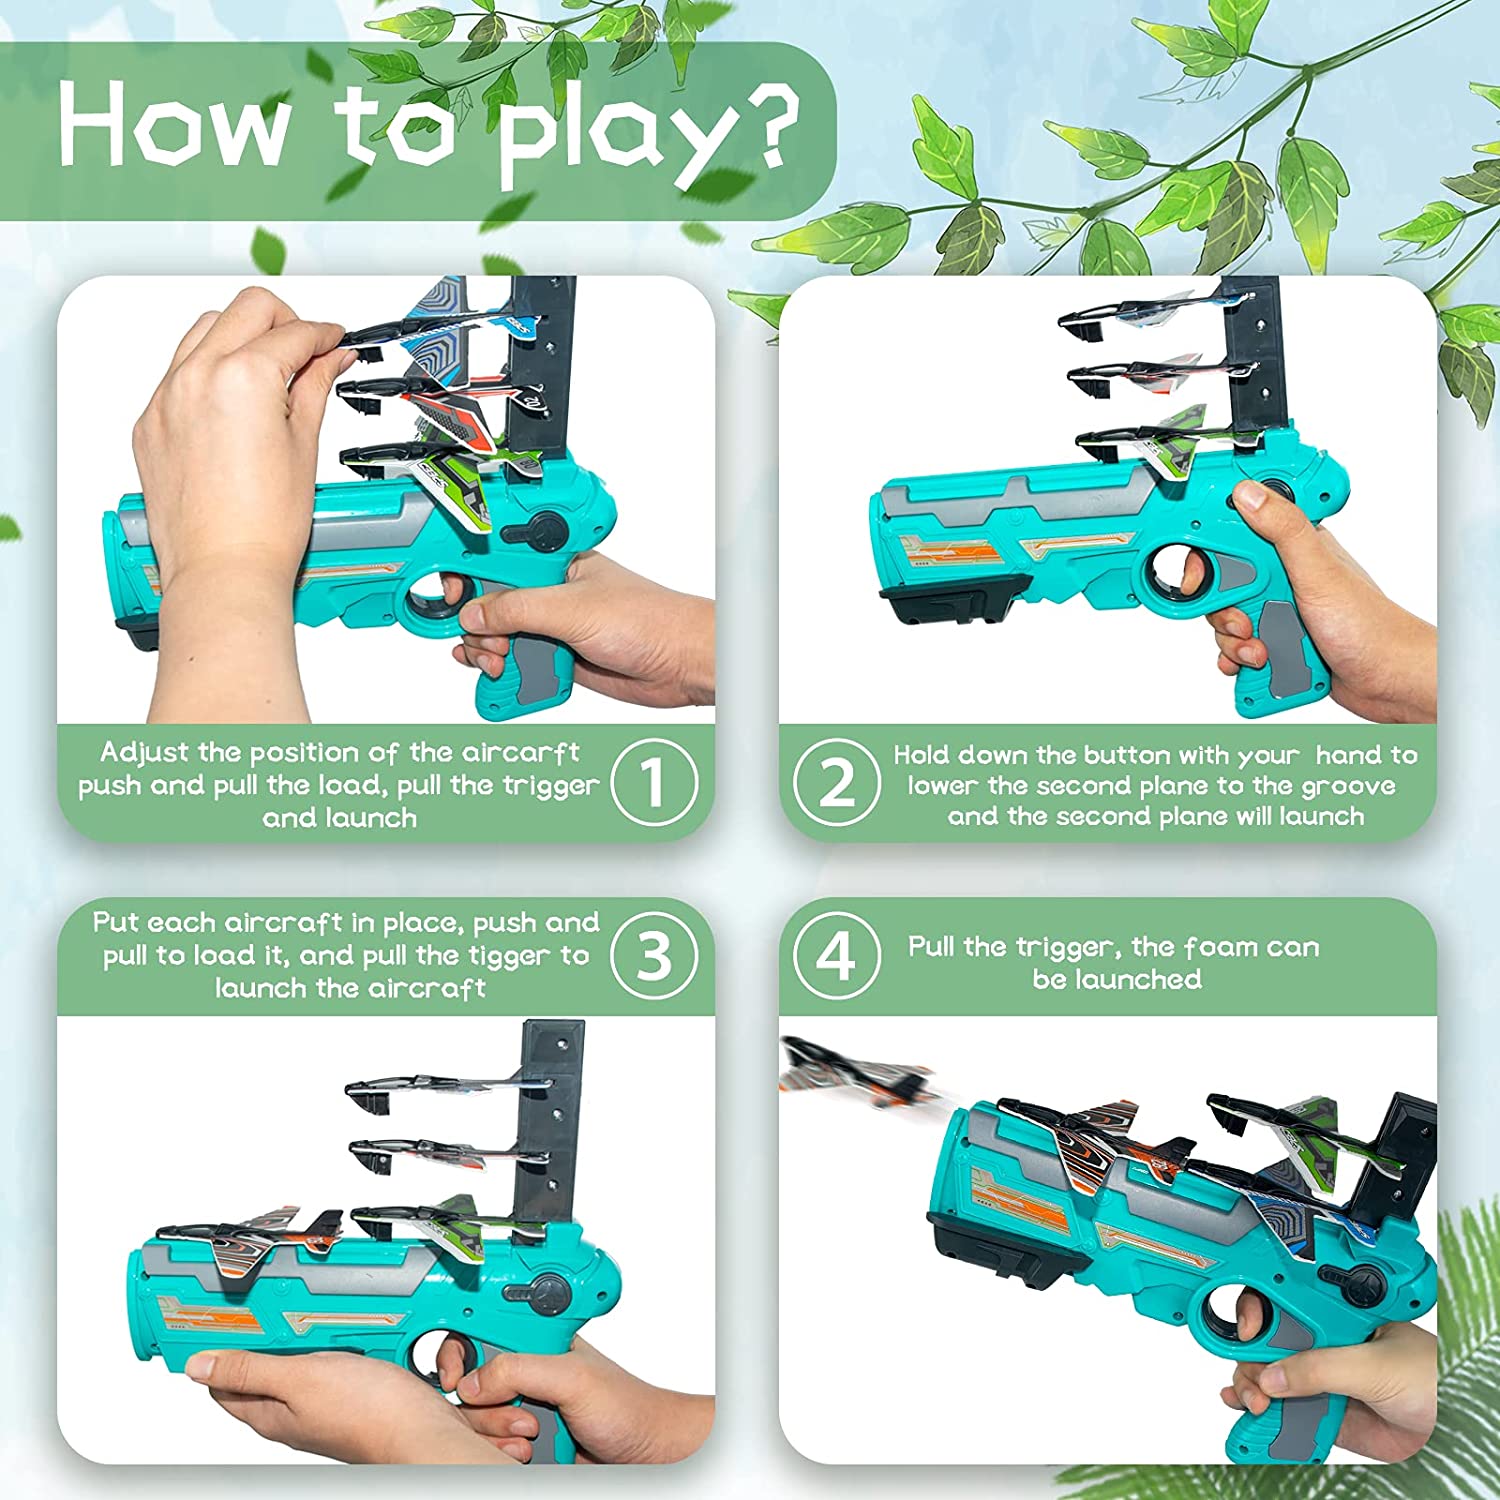 How to play?
Adjust the position of the aircarft
push and pull the load, pull the trigger
and launch
1
2
Hold down the button with your hand to
lower the second plane to the groove
and the second plane will launch
Put each aircraft in place, push and
pull to load it, and pull the tigger to
launch the aircraft
3
4
Pull the trigger, the foam can
be launched